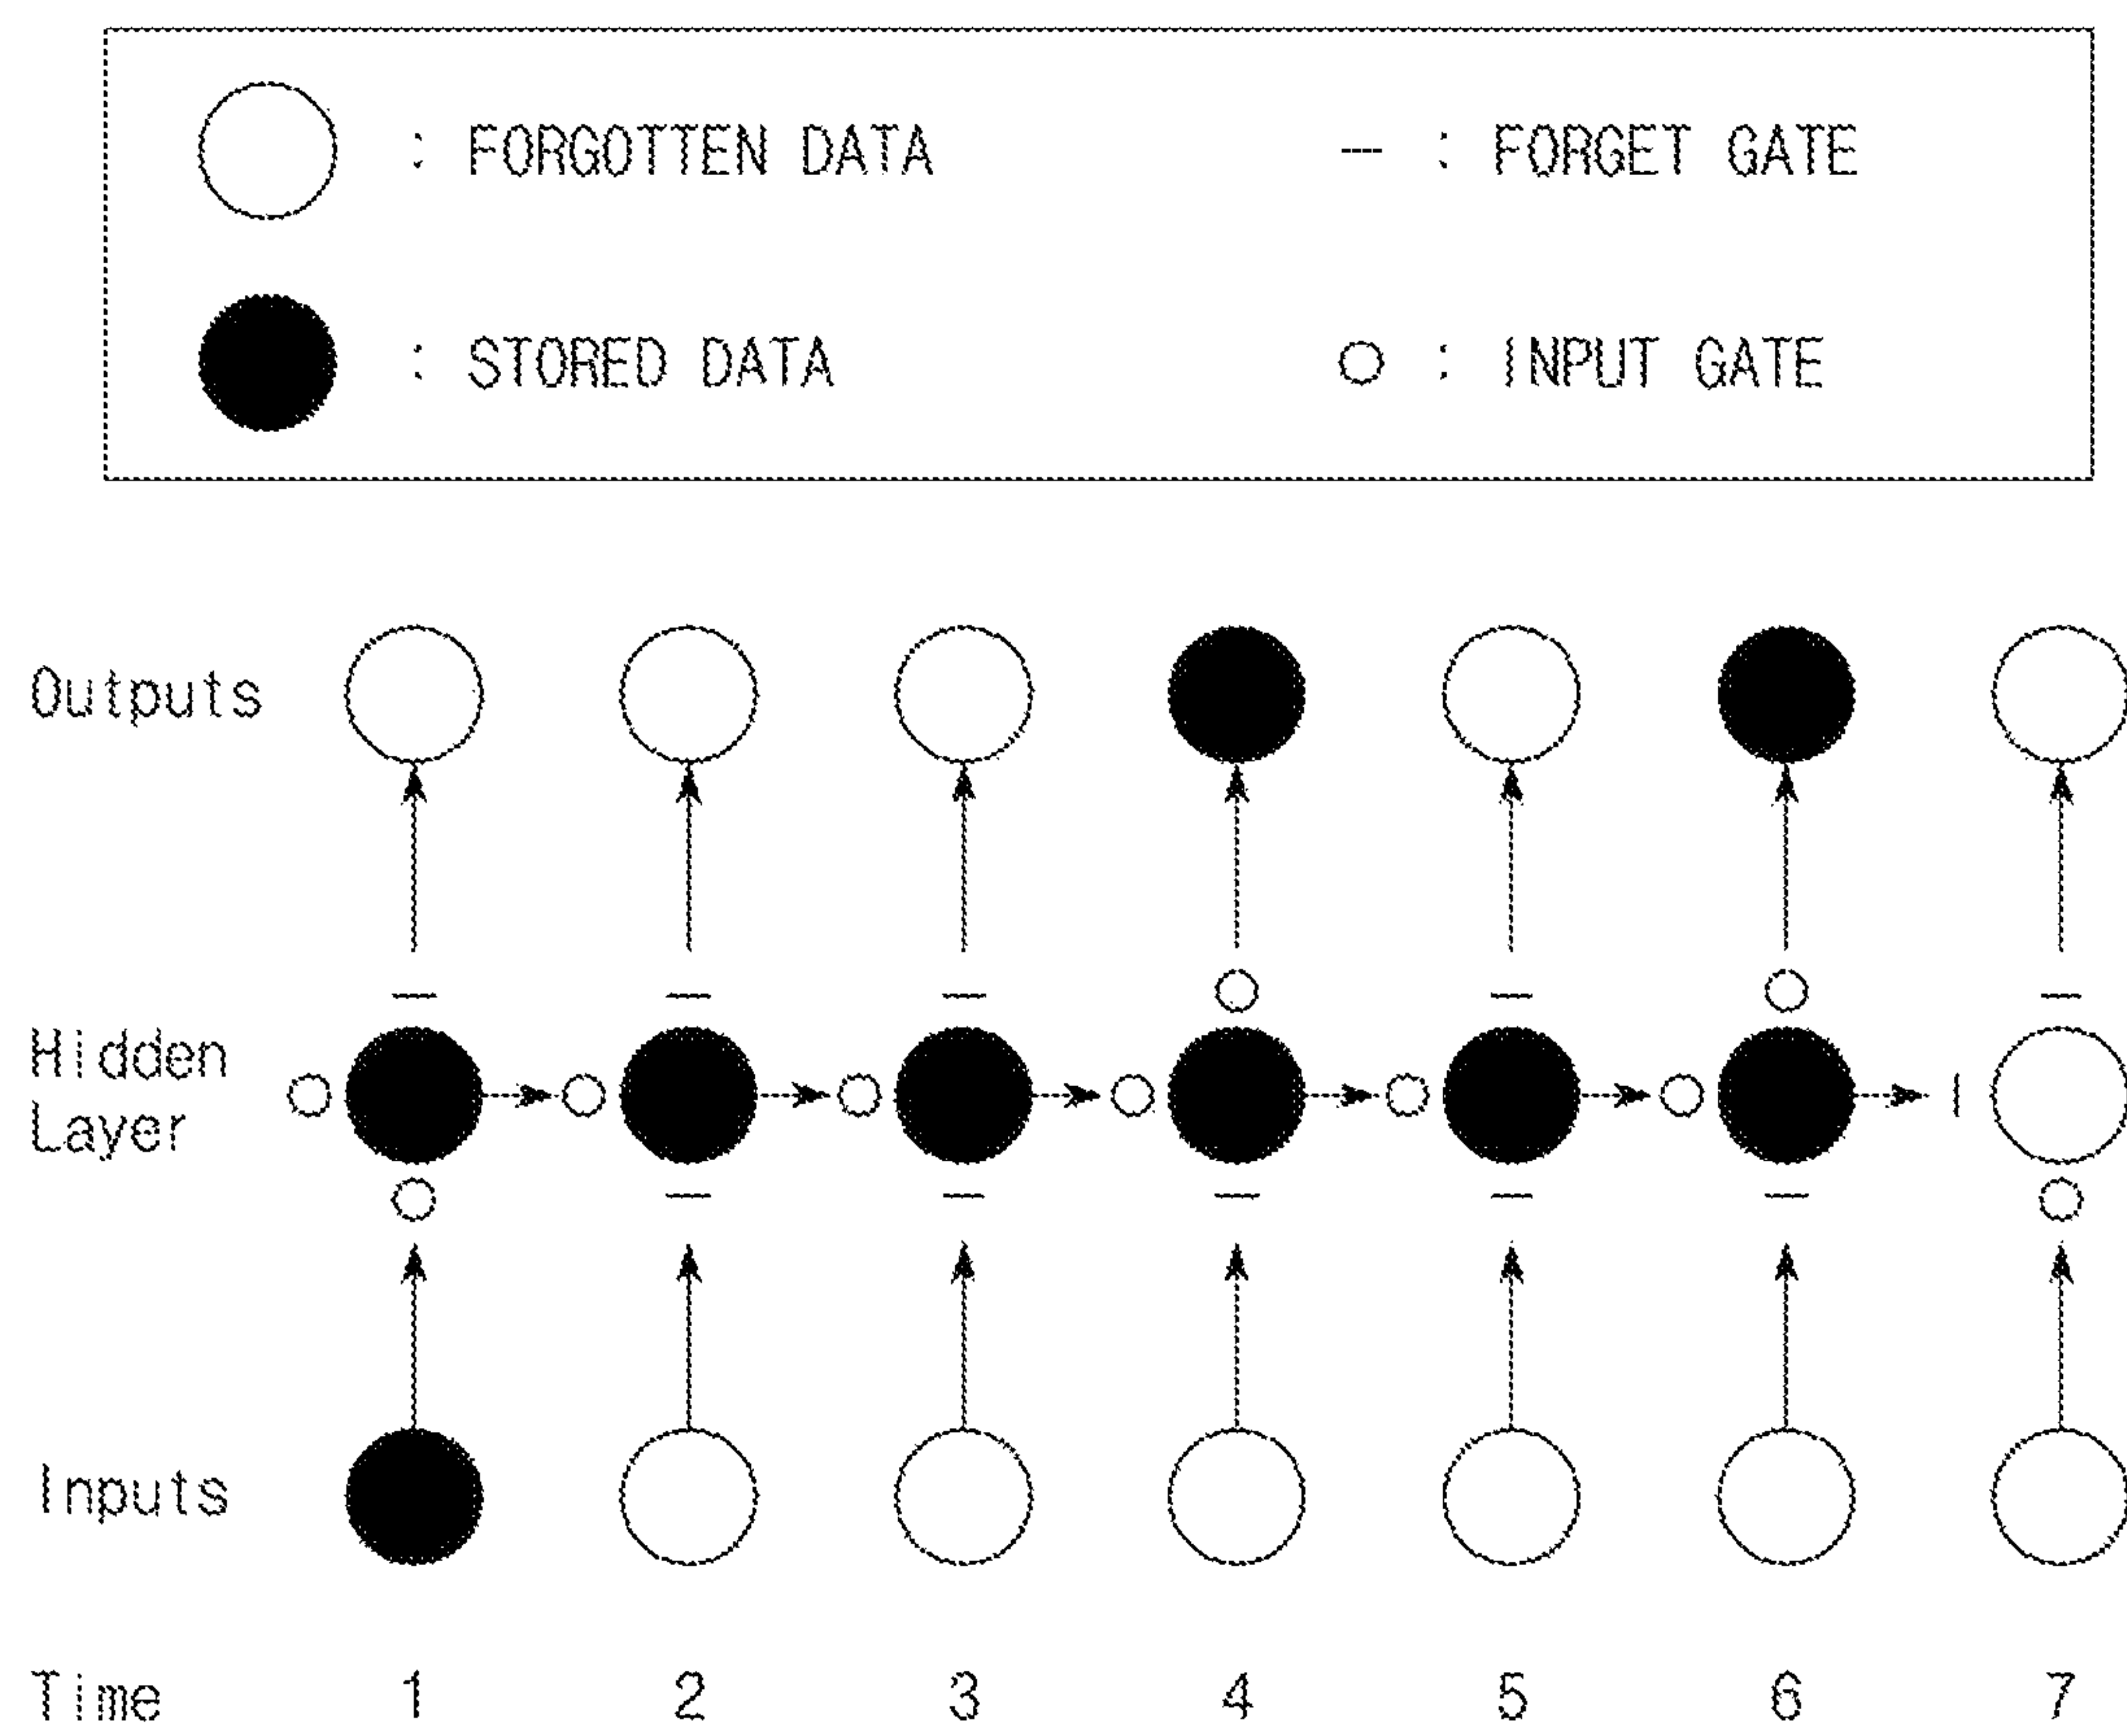 : FORGOTTEN DATA
— : FORGET GATE
: STORED DATA
: INPUT GATE
Outputs
Hidden
Layer
Inputs
Time 1 2 3 4 5 6 7